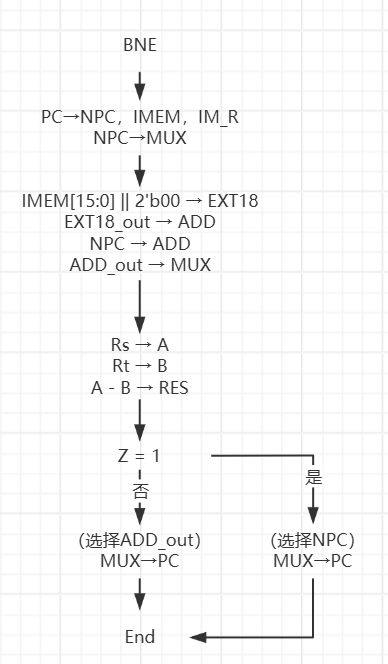 BNE
PC→NPC，IMEM，IM_R
NPC→MUX
IMEM[15:0] || 2'b00 → EXT18
EXT18_out → ADD
NPC → ADD
ADD_out → MUX
Rs → A
Rt → B
A - B → RES
Z = 1
否
是
（选择ADD_out）
MUX→PC
（选择NPC）
MUX→PC
End